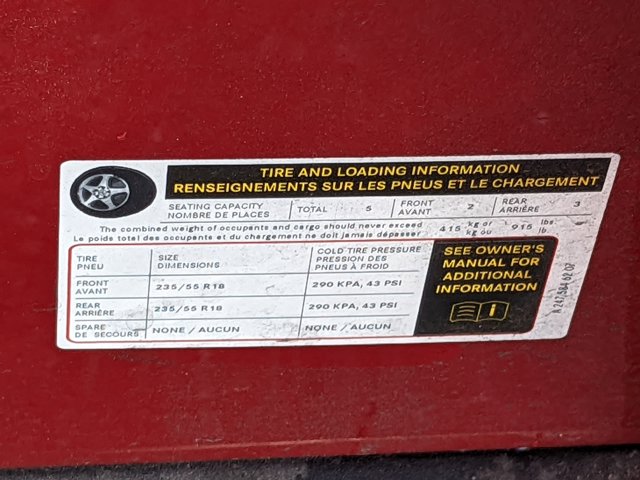 TIRE AND LOADING INFORMATION
RENSEIGNEMENTS SUR LES PNEUS ET LE CHARGEMENT
SEATING CAPACITY
NOMBRE DE PLACES
TOTAL 5
FRONT
AVANT
2
REAR
ARRIÈRE
3
The combined weight of occupants and cargo should never exceed
Le poids total des occupants et du chargement ne doit jamais dépasser
415 kg or
kg ou
915 lbs
lb
TIRE
PNEU
SIZE
DIMENSIONS
COLD TIRE PRESSURE
PRESSION DES
PNEUS À FROID
FRONT
AVANT
235/55 R18
290 KPA, 43 PSI
REAR
ARRIÈRE
235/55 R18
290 KPA, 43 PSI
SPARE
DE SECOURS
NONE / AUCUN
NONE / AUCUN
SEE OWNER'S
MANUAL FOR
ADDITIONAL
INFORMATION
A 247 584 62 07